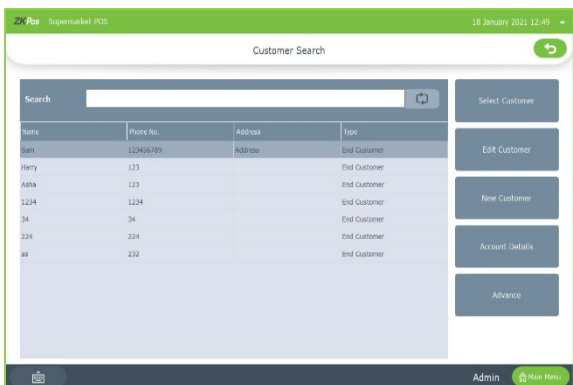 ZKPos Supermarket POS 18 January 2021 12:49
Customer Search
Search
Select Customer
Name Phone No. Address Type
Sam 123456789 Address End Customer
Edit Customer
Harry 123 End Customer
Asha 123 End Customer
1234 1234 End Customer
New Customer
34 34 End Customer
224 224 End Customer
as 232 End Customer
Account Details
Advance
Admin Main Menu